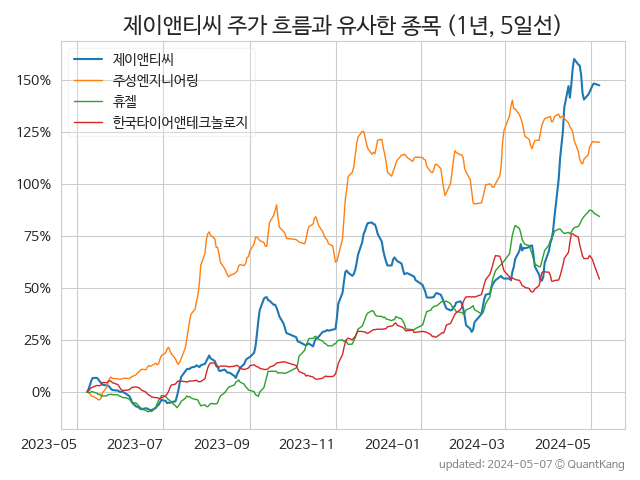 제이앤티씨 주가 흐름과 유사한 종목 (1년, 5일선)
제이앤티씨
주성엔지니어링
휴젤
한국타이어앤테크놀로지
150%
125%
100%
75%
50%
25%
0%
2023-05 2023-07 2023-09 2023-11 2024-01 2024-03 2024-05
updated: 2024-05-07 © QuantKang